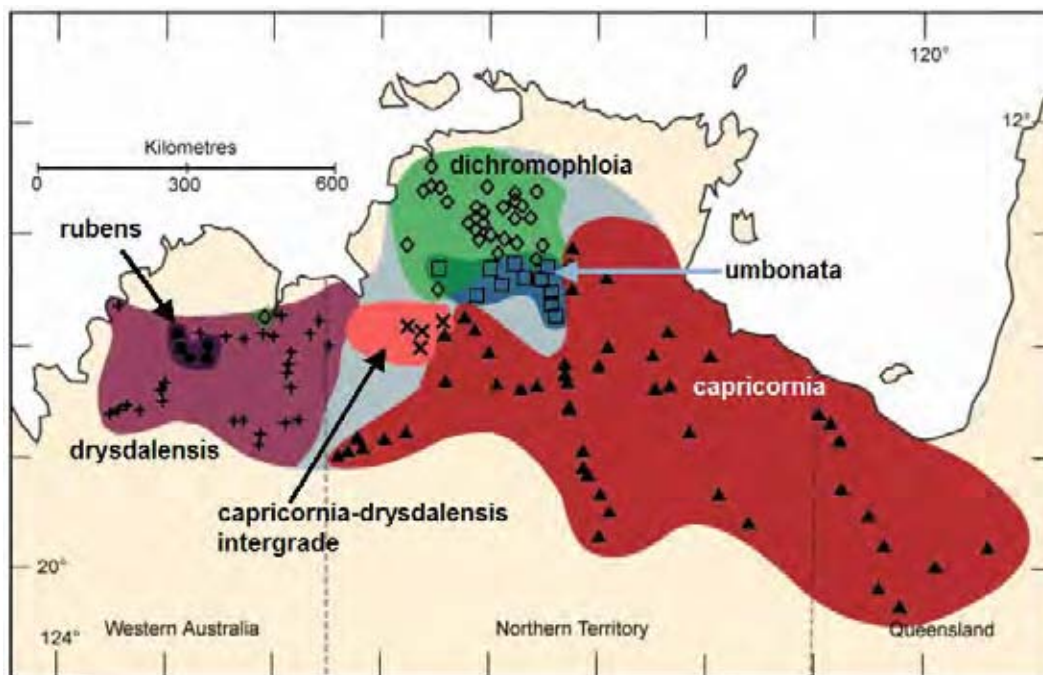 120°
12°
Kilometres
0 300 600
dichromophloia
rubens
umbonata
capricornia
drysdalensis
capricornia-drysdalensis
intergrade
20°
124°
Western Australia
Northern Territory
Queensland